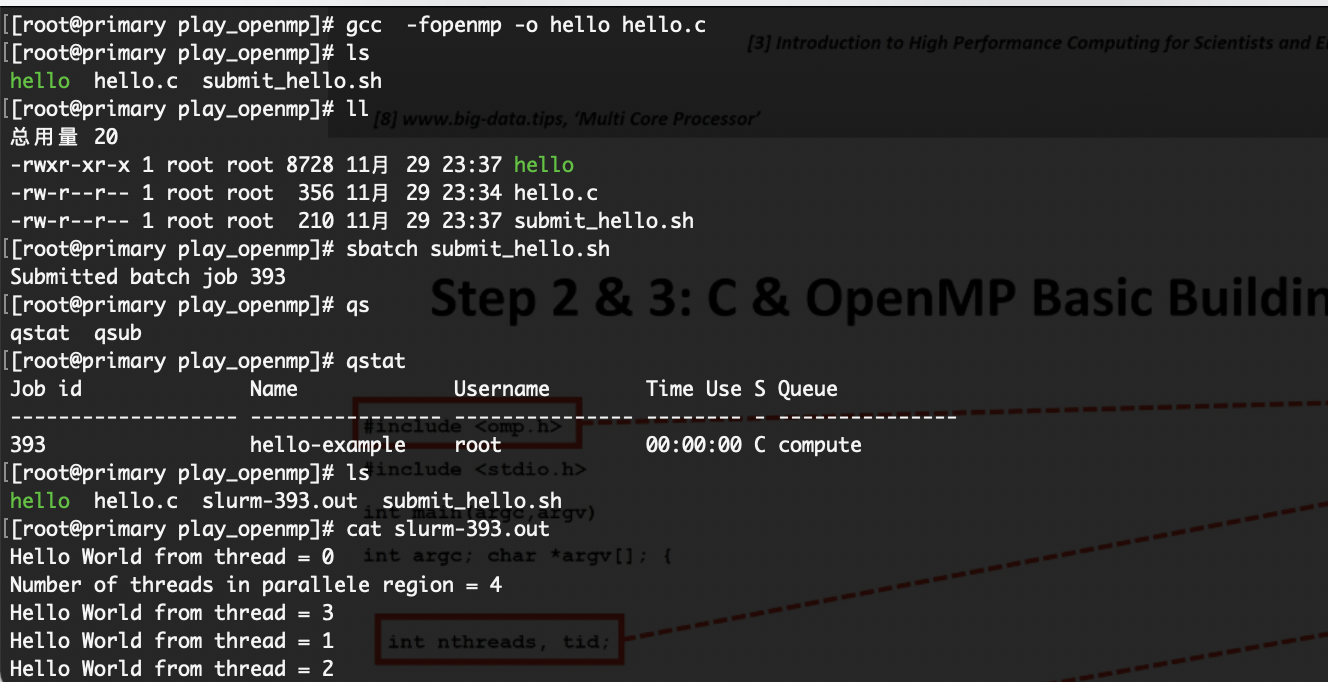 [[root@primary play_openmp]# gcc  -fopenmp -o hello hello.c
[3] Introduction to High Performance Computing for Scientists and
[[root@primary play_openmp]# ls
hello  hello.c  submit_hello.sh
[[root@primary play_openmp]# ll
[8] www.big-data.tips, ‘Multi Core Processor’
总用量 20
-rwxr-xr-x 1 root root 8728 11月  29 23:37 hello
-rw-r--r-- 1 root root  356 11月  29 23:34 hello.c
-rw-r--r-- 1 root root  210 11月  29 23:37 submit_hello.sh
[[root@primary play_openmp]# sbatch submit_hello.sh
Submitted batch job 393
Step 2 & 3: C & OpenMP Basic Buildin
[[root@primary play_openmp]# qs
qstat  qsub
[[root@primary play_openmp]# qstat
Job id                    Name             Username        Time Use S Queue
------------------- ---------------- --------------- -------- - ---------------
#include <omp.h>
393                       hello-example    root            00:00:00 C compute
[[root@primary play_openmp]# ls
#include <stdio.h>
hello  hello.c  slurm-393.out  submit_hello.sh
int main(argc,argv)
[[root@primary play_openmp]# cat slurm-393.out
Hello World from thread = 0
int argc; char *argv[]; {
Number of threads in parallele region = 4
Hello World from thread = 3
Hello World from thread = 1
int nthreads, tid;
Hello World from thread = 2